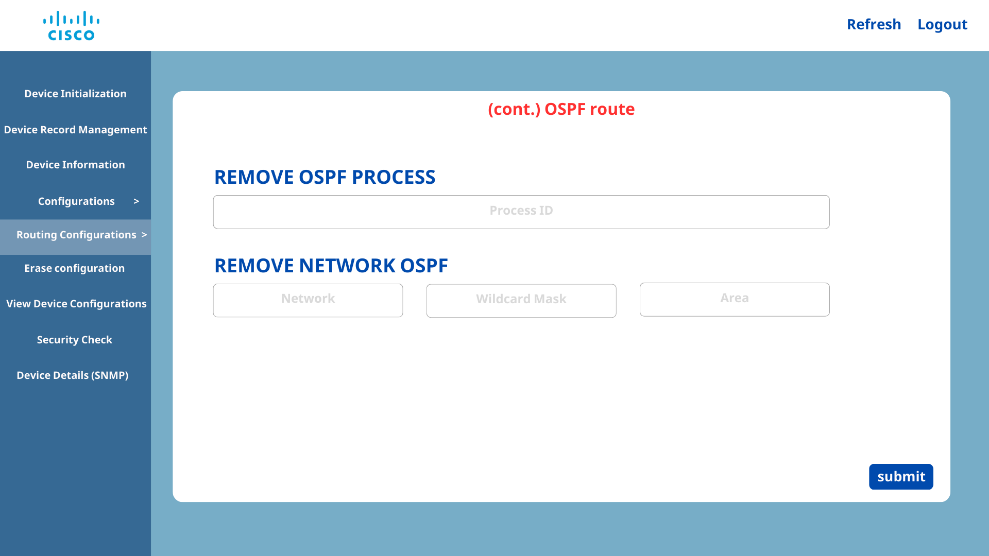 CISCO
Refresh Logout
Device Initialization
Device Record Management
Device Information
Configurations >
Routing Configurations >
Erase configuration
View Device Configurations
Security Check
Device Details (SNMP)
(cont.) OSPF route
REMOVE OSPF PROCESS
Process ID
REMOVE NETWORK OSPF
Network Wildcard Mask Area
submit